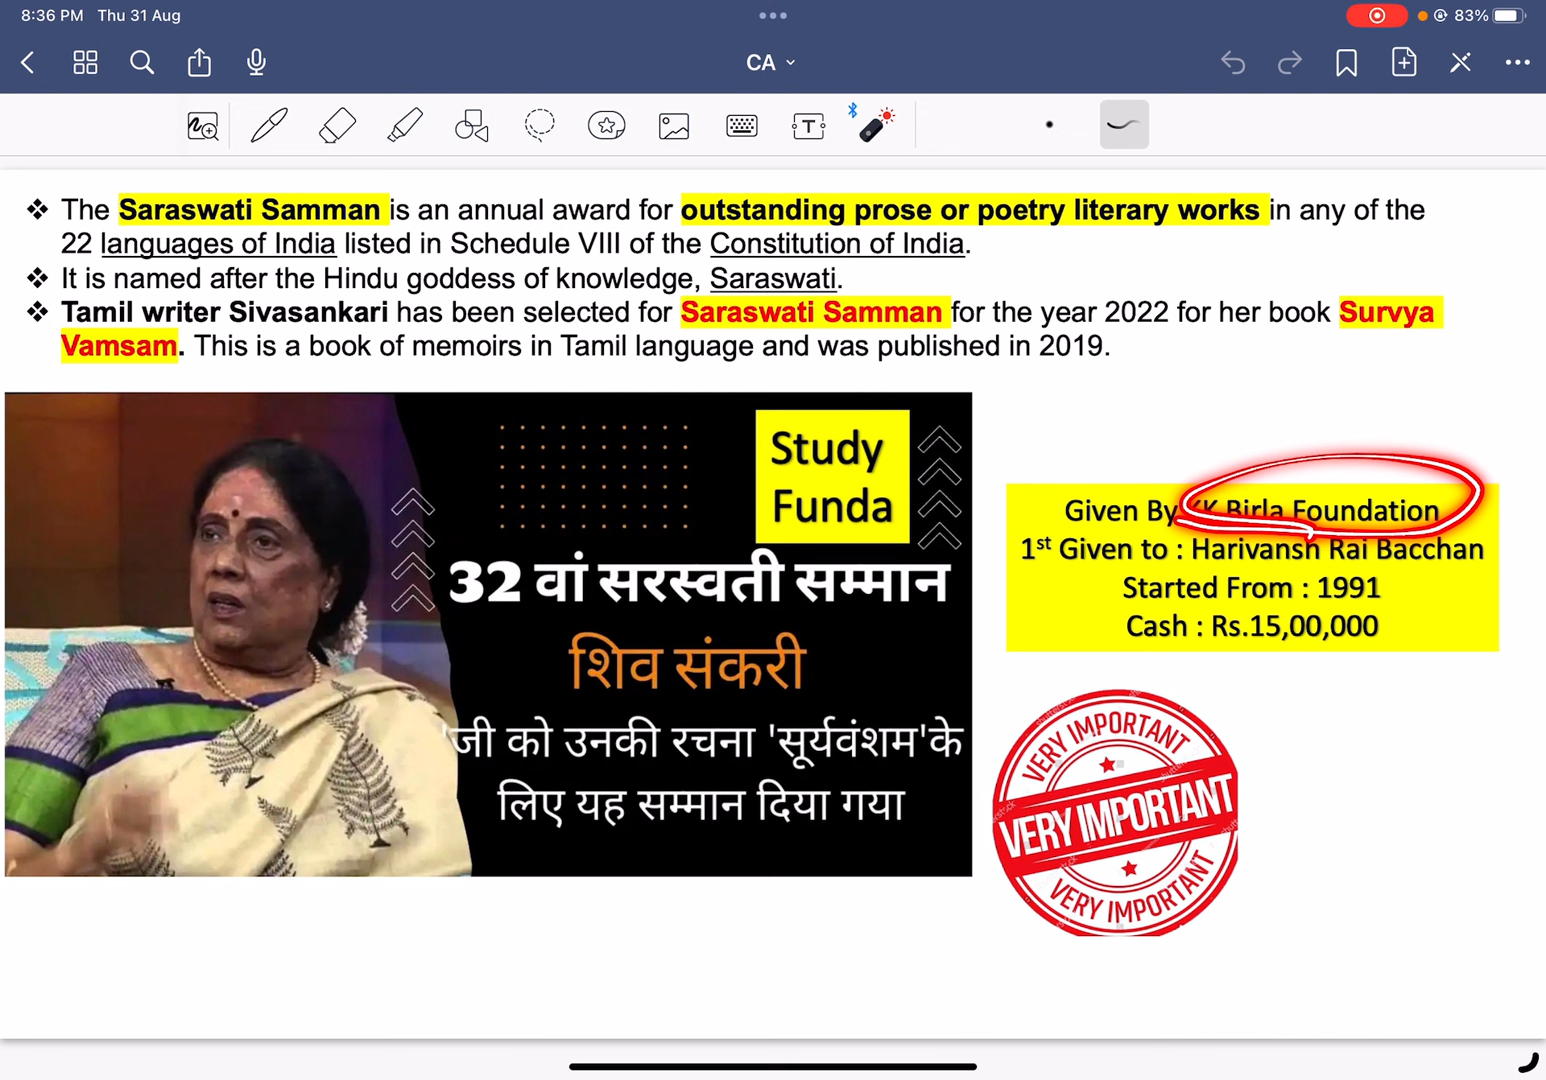 8:36 PM Thu 31 Aug
83%
CA
T
❖ The Saraswati Samman is an annual award for outstanding prose or poetry literary works in any of the
22 languages of India listed in Schedule VIII of the Constitution of India.
❖ It is named after the Hindu goddess of knowledge, Saraswati.
❖ Tamil writer Sivasankari has been selected for Saraswati Samman for the year 2022 for her book Survya
Vamsam. This is a book of memoirs in Tamil language and was published in 2019.
Study
Funda
32 वां सरस्वती सम्मान
शिव संकरी
'जी को उनकी रचना 'सूर्यवंशम'के
लिए यह सम्मान दिया गया
Given By KK Birla Foundation
1st Given to : Harivansh Rai Bacchan
Started From : 1991
Cash : Rs.15,00,000
VERY IMPORTANT
VERY IMPORTANT
VERY IMPORTANT